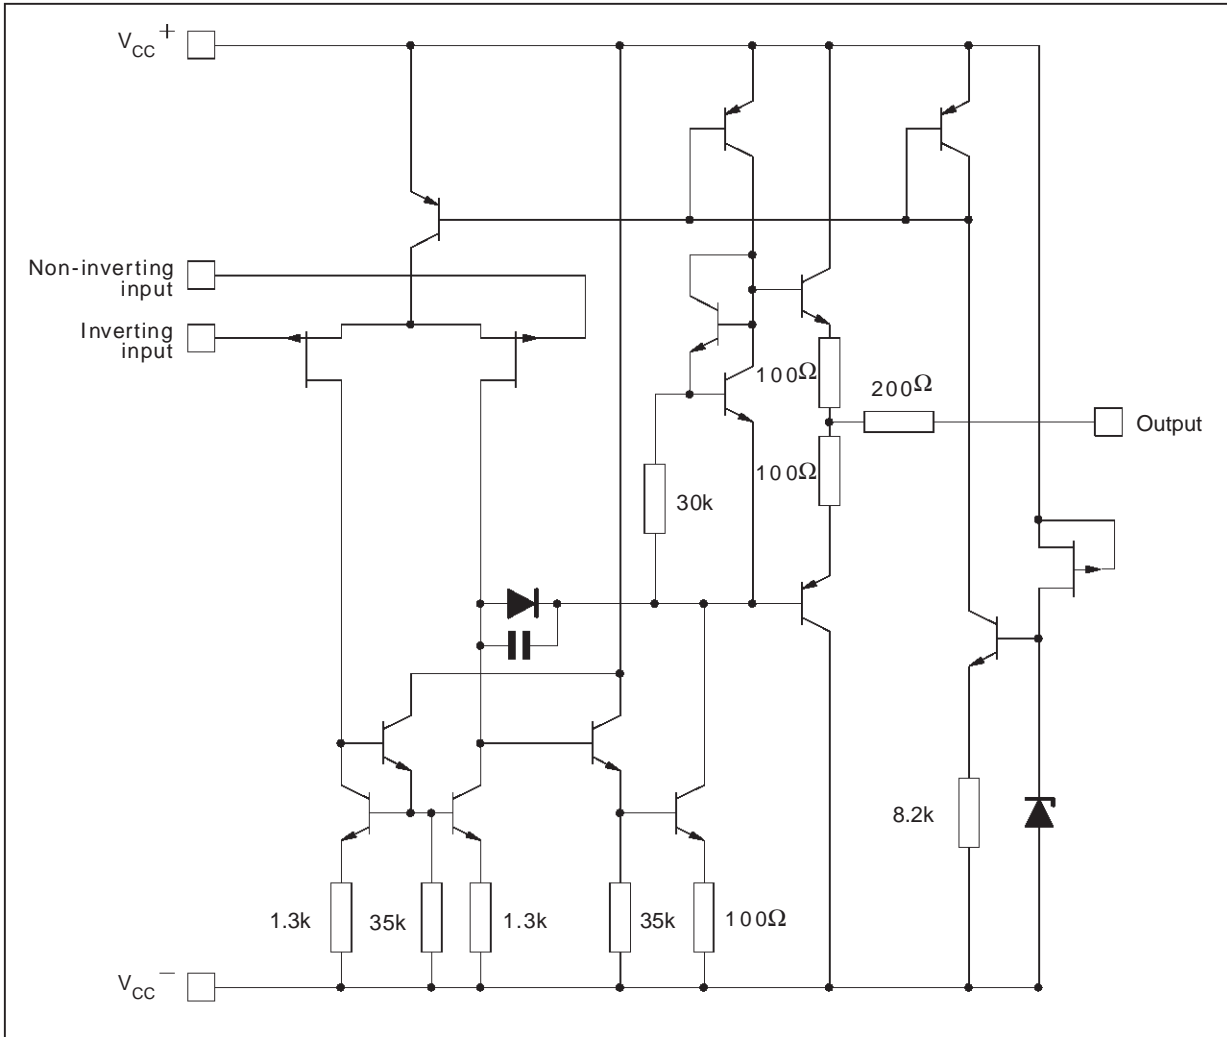 VCC+
Non-inverting
input
Inverting
input
100Ω
200Ω
Output
100Ω
30k
8.2k
1.3k
35k
1.3k
35k
100Ω
VCC−